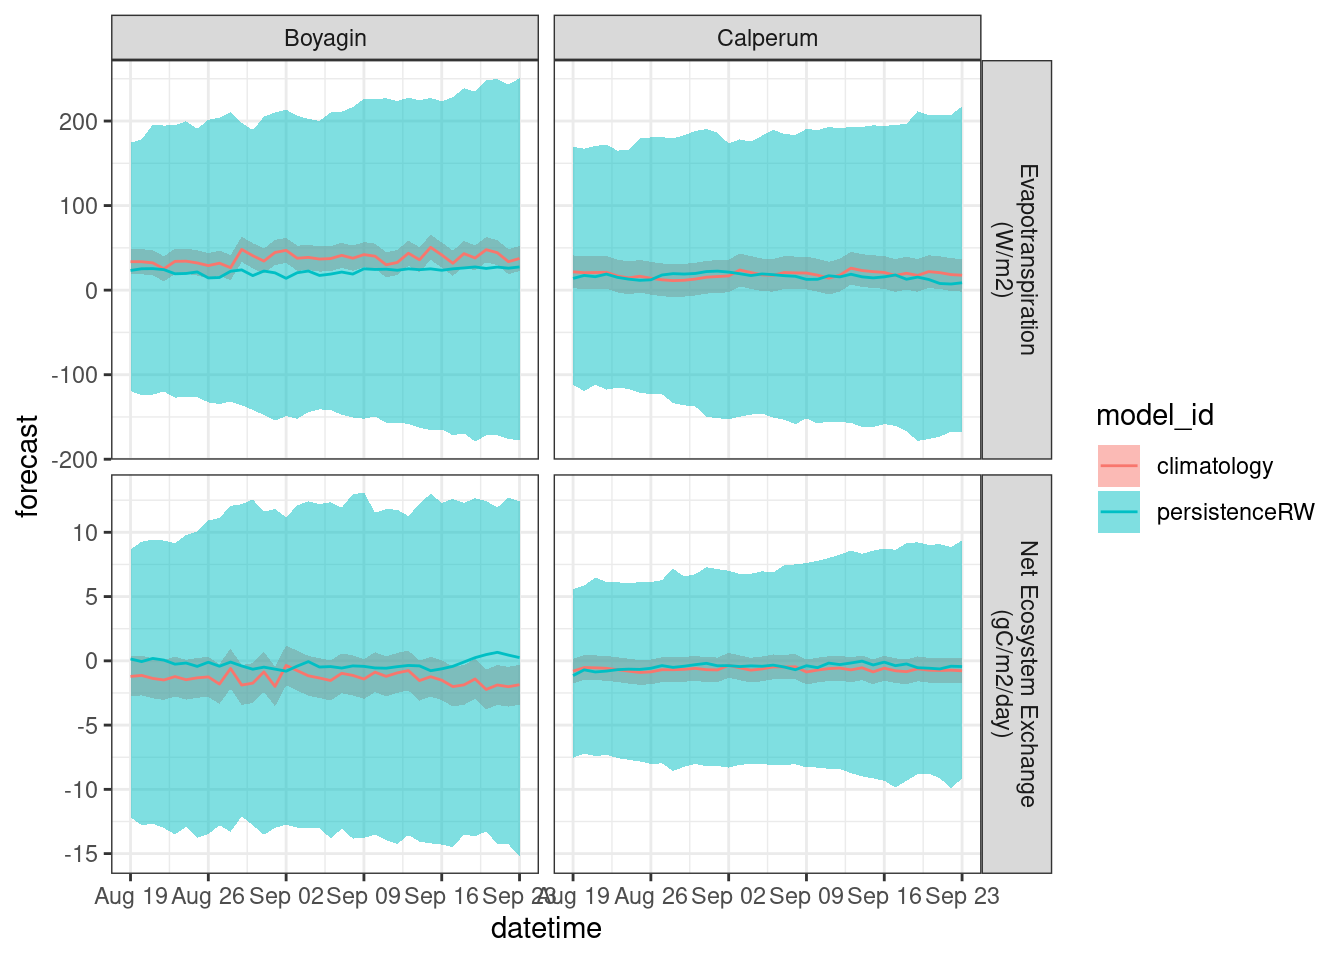 Boyagin
Calperum
200
100
0
-100
-200
Evapotranspiration
(W/m2)
10
5
0
-5
-10
-15
Net Ecosystem Exchange
(gC/m2/day)
forecast
Aug 19 Aug 26 Sep 02 Sep 09 Sep 16 Sep 23
Aug 19 Aug 26 Sep 02 Sep 09 Sep 16 Sep 23
datetime
model_id
climatology
persistenceRW